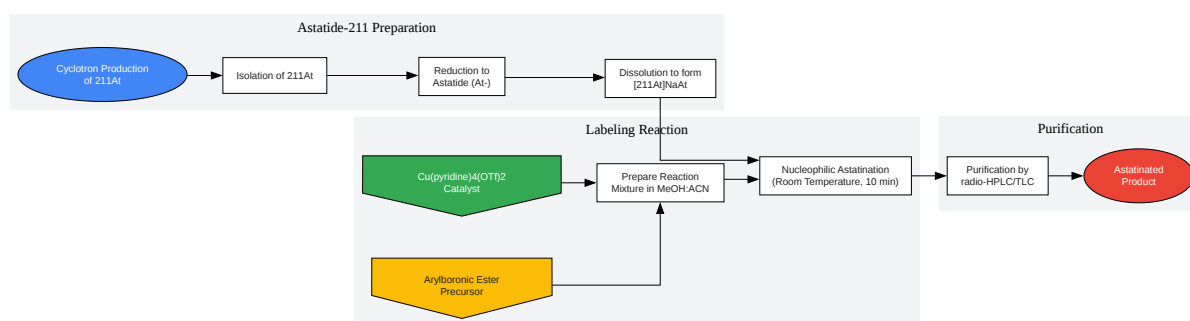 Astatide-211 Preparation
Cyclotron Production
of 211At
Isolation of 211At
Reduction to
Astatide (At-)
Dissolution to form
[211At]NaAt
Labeling Reaction
Cu(pyridine)4(OTf)2
Catalyst
Arylboronic Ester
Precursor
Prepare Reaction
Mixture in MeOH:ACN
Nucleophilic Astatination
(Room Temperature, 10 min)
Purification
Purification by
radio-HPLC/TLC
Astatinated
Product